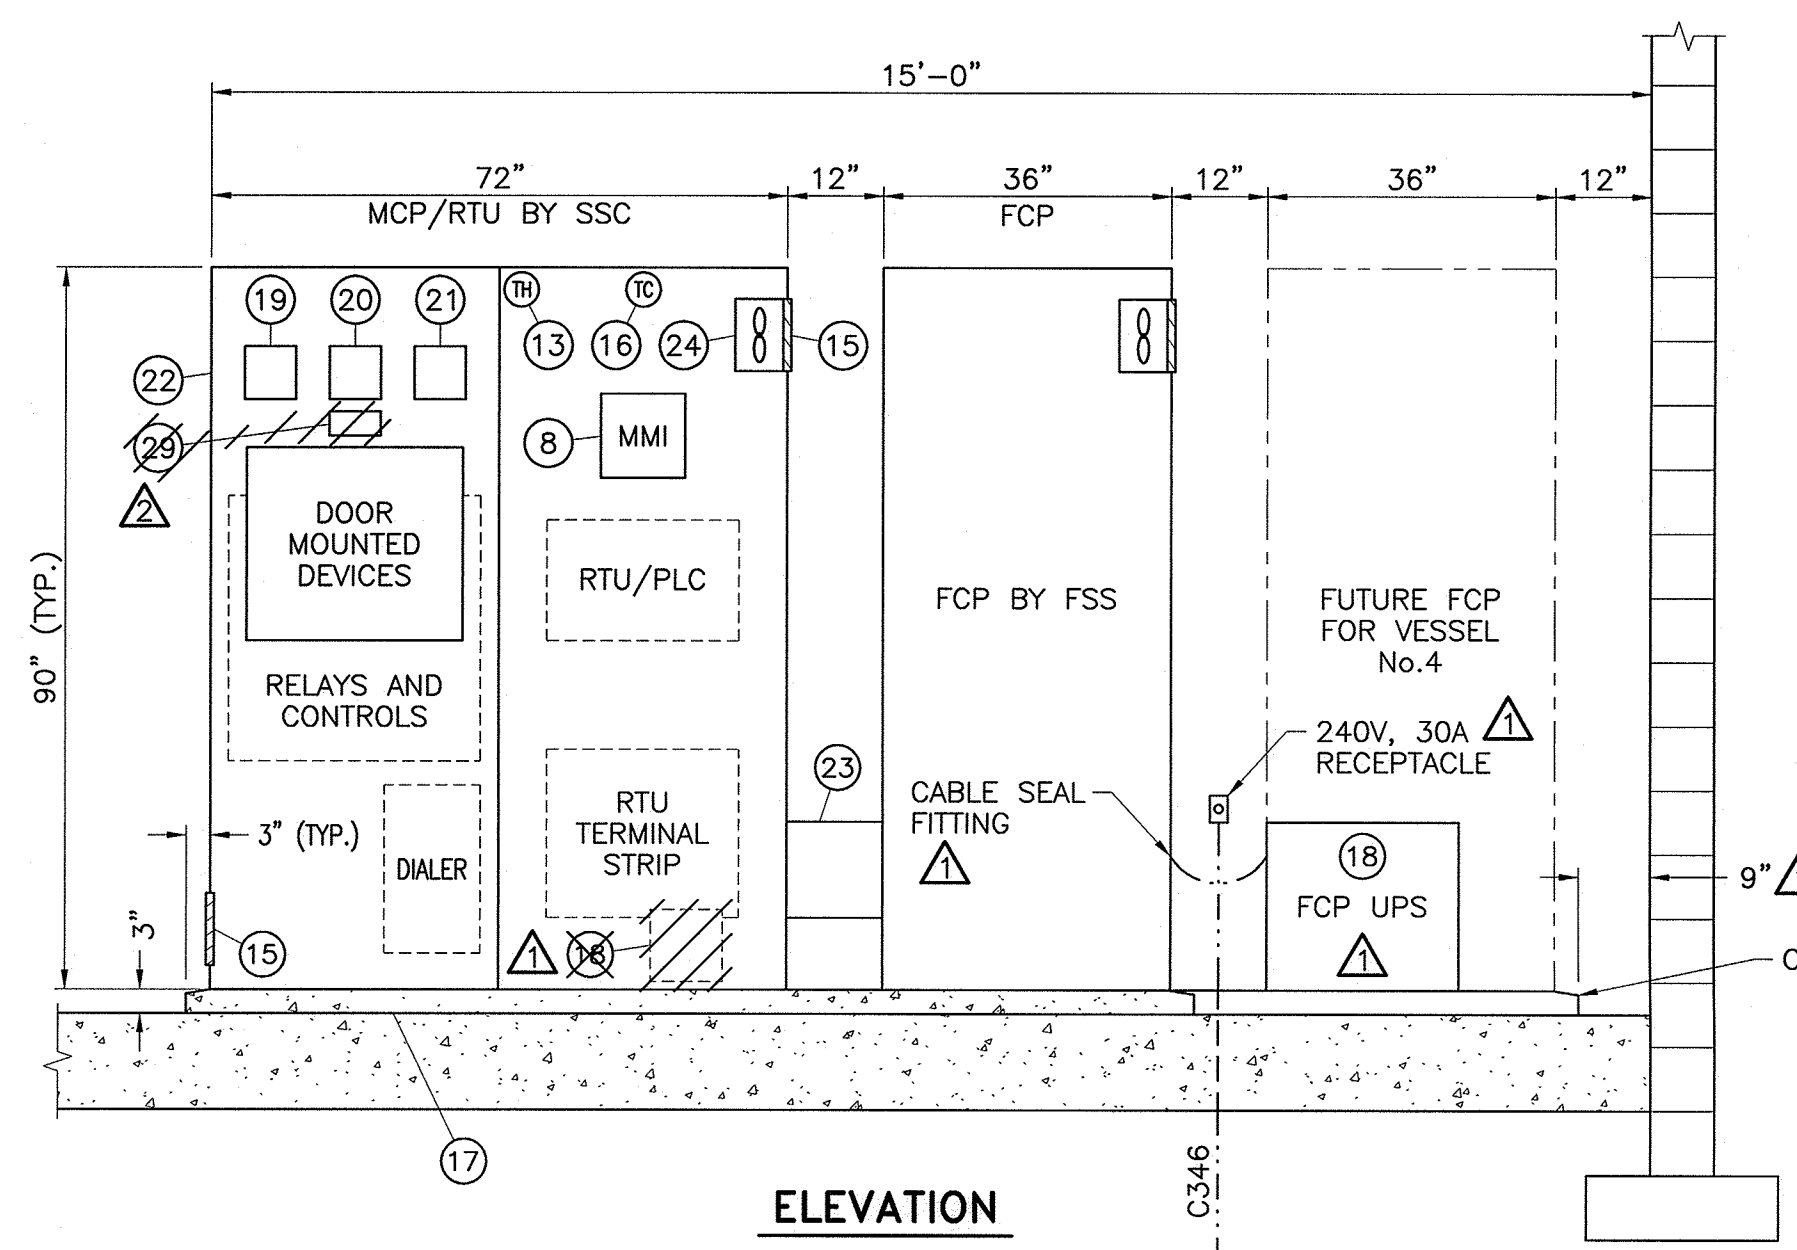 15'-0"
72" 12" 36" 12" 36" 12"
MCP/RTU BY SSC FCP
19 20 21 TH TC
13 16 24 15
22
29 8 MMI
2
DOOR
MOUNTED
DEVICES
RTU/PLC
FCP BY FSS
FUTURE FCP
FOR VESSEL
No.4
90" (TYP.)
RELAYS AND
CONTROLS
240V, 30A 1
RECEPTACLE
23
CABLE SEAL
FITTING
1
RTU
TERMINAL
STRIP
3" (TYP.)
DIALER
18
FCP UPS
1
9"
3"
15
1 18
C
17
C346
ELEVATION